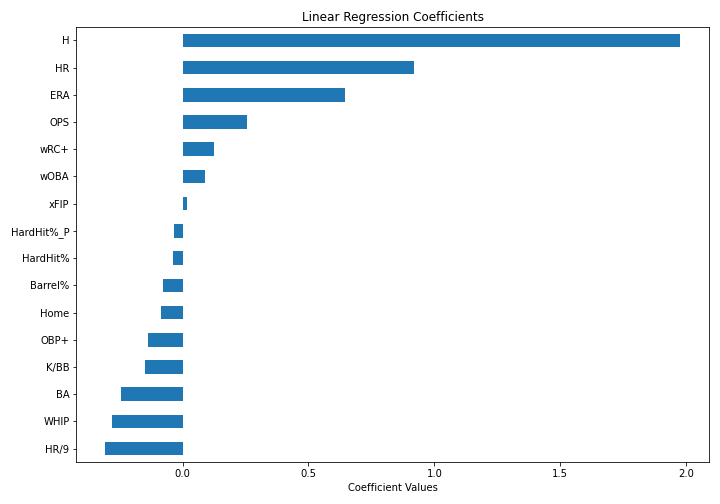 Linear Regression Coefficients
H
HR
ERA
OPS
wRC+
wOBA
xFIP
HardHit%_P
HardHit%
Barrel%
Home
OBP+
K/BB
BA
WHIP
HR/9
0.0 0.5 1.0 1.5 2.0
Coefficient Values